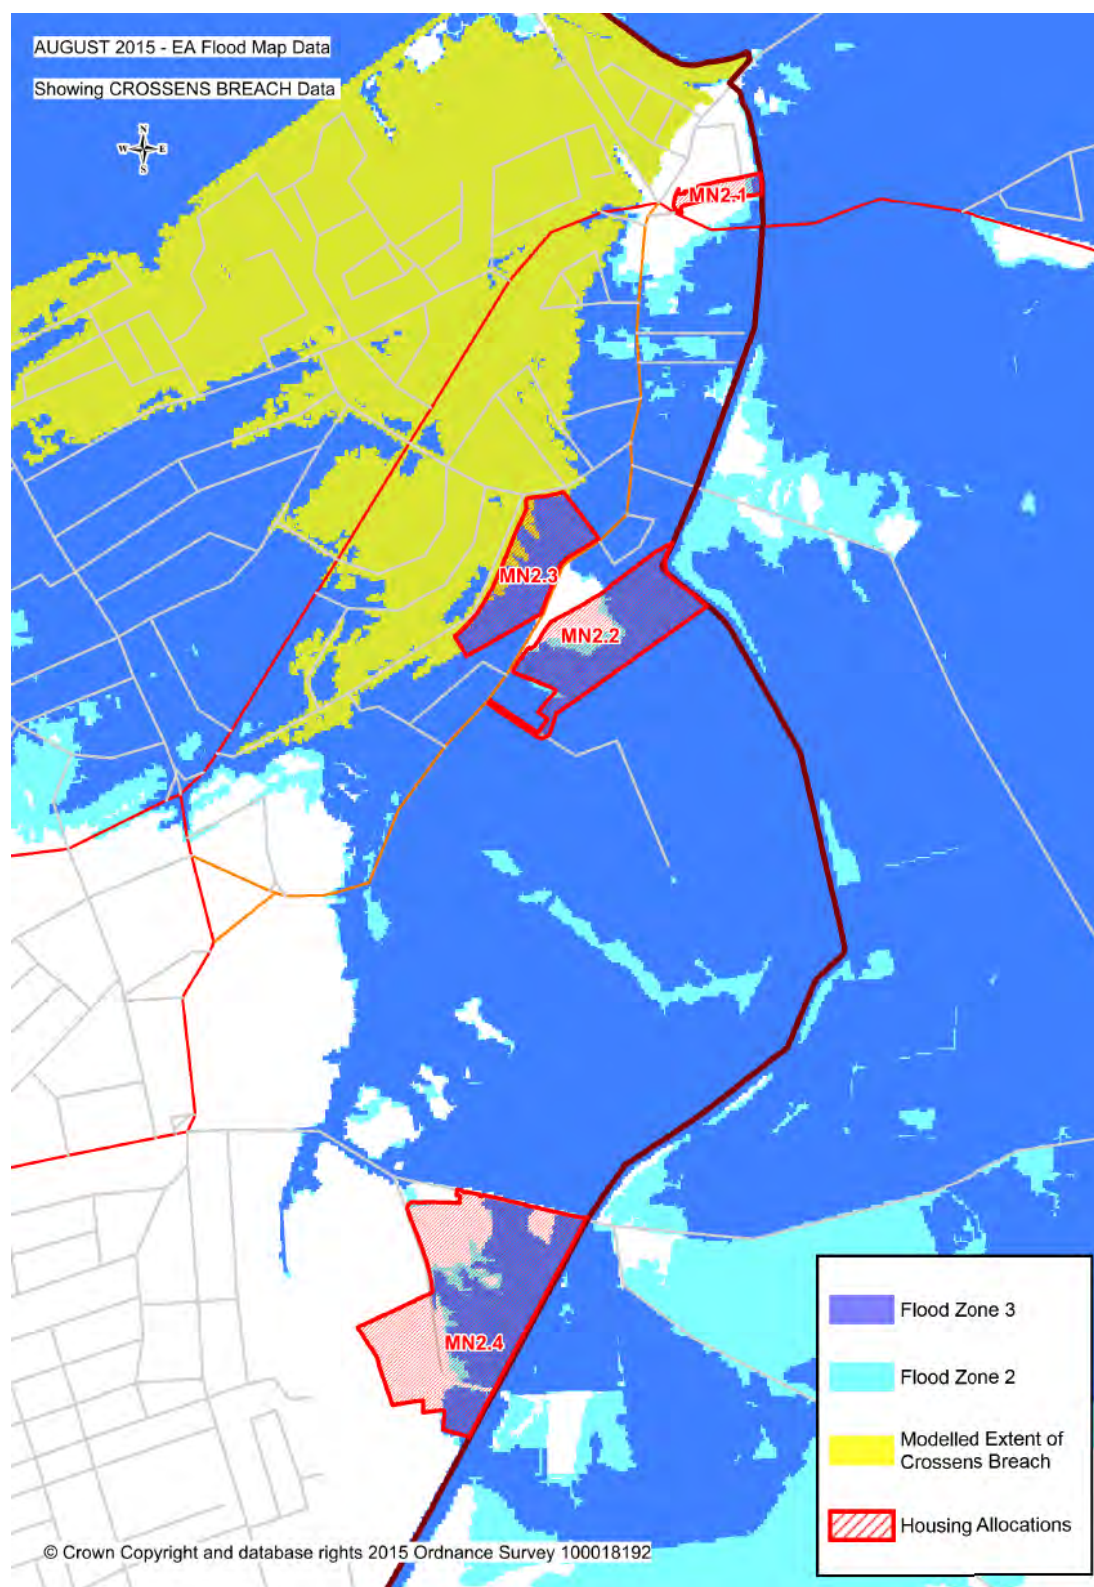 AUGUST 2015 - EA Flood Map Data
Showing CROSSENS BREACH Data
N
W E
S
MN2.1
MN2.3
MN2.2
MN2.4
Flood Zone 3
Flood Zone 2
Modelled Extent of
Crossens Breach
Housing Allocations
© Crown Copyright and database rights 2015 Ordnance Survey 100018192